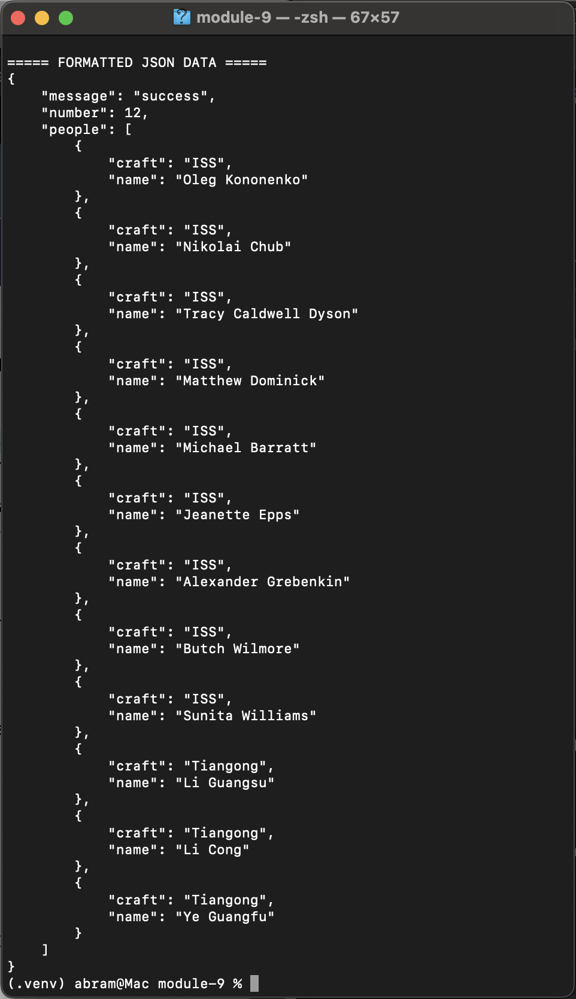 module-9 — -zsh — 67×57
===== FORMATTED JSON DATA =====
{
    "message": "success",
    "number": 12,
    "people": [
        {
            "craft": "ISS",
            "name": "Oleg Kononenko"
        },
        {
            "craft": "ISS",
            "name": "Nikolai Chub"
        },
        {
            "craft": "ISS",
            "name": "Tracy Caldwell Dyson"
        },
        {
            "craft": "ISS",
            "name": "Matthew Dominick"
        },
        {
            "craft": "ISS",
            "name": "Michael Barratt"
        },
        {
            "craft": "ISS",
            "name": "Jeanette Epps"
        },
        {
            "craft": "ISS",
            "name": "Alexander Grebenkin"
        },
        {
            "craft": "ISS",
            "name": "Butch Wilmore"
        },
        {
            "craft": "ISS",
            "name": "Sunita Williams"
        },
        {
            "craft": "Tiangong",
            "name": "Li Guangsu"
        },
        {
            "craft": "Tiangong",
            "name": "Li Cong"
        },
        {
            "craft": "Tiangong",
            "name": "Ye Guangfu"
        }
    ]
}
(.venv) abram@Mac module-9 %